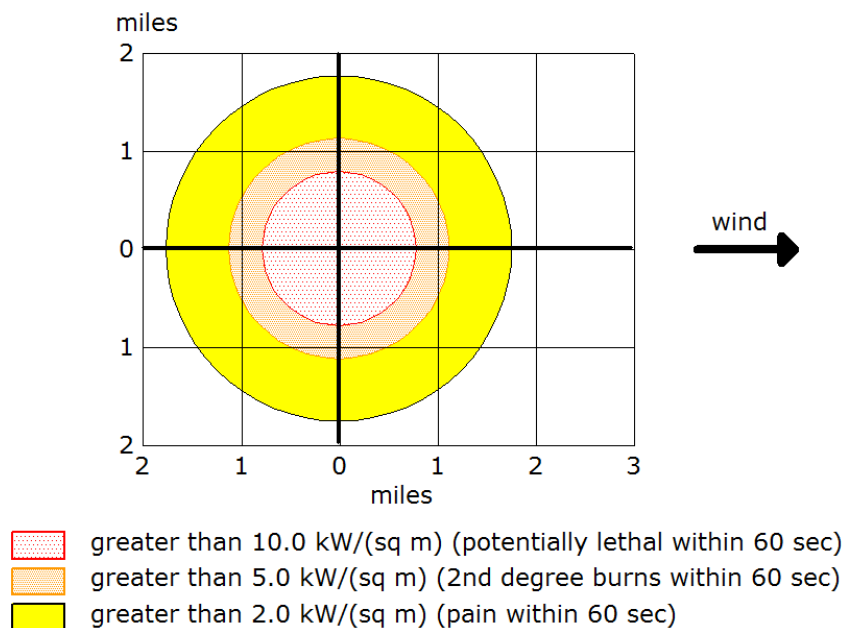 miles
2
1
0
1
2
2 1 0 1 2 3
miles
wind
greater than 10.0 kW/(sq m) (potentially lethal within 60 sec)
greater than 5.0 kW/(sq m) (2nd degree burns within 60 sec)
greater than 2.0 kW/(sq m) (pain within 60 sec)